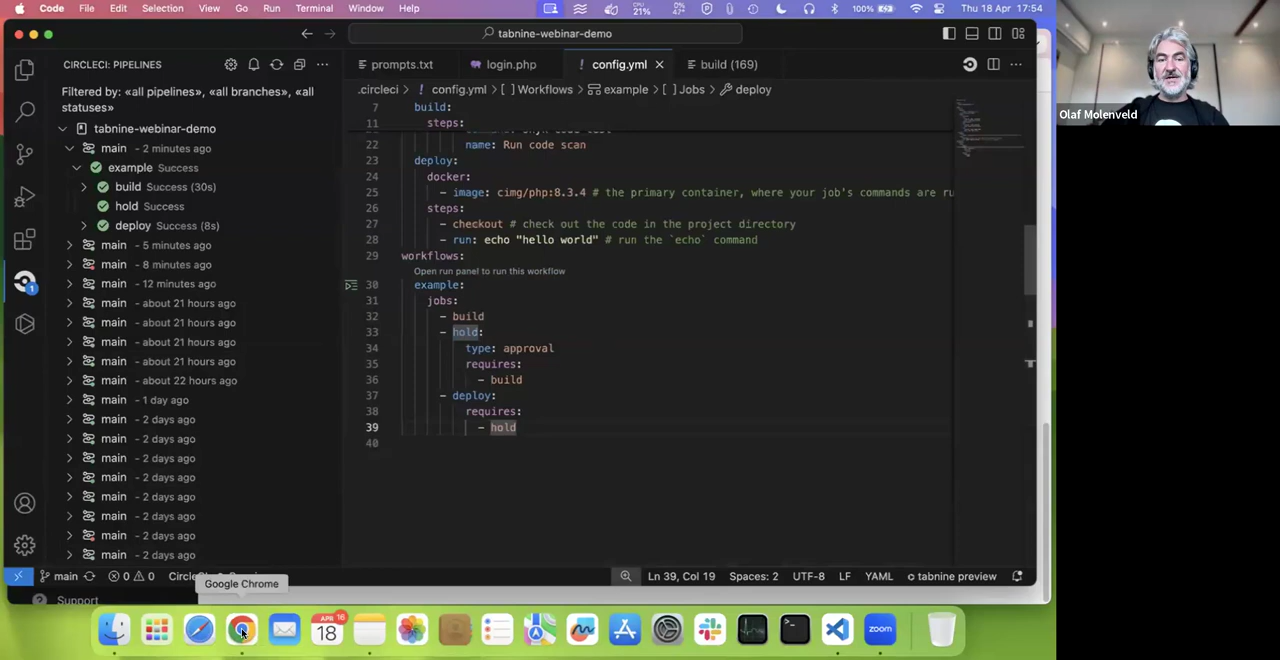 Code File Edit Selection View Go Run Terminal Window Help
CPU 21% 0% 47° 100% Thu 18 Apr 17:54
tabnine-webinar-demo
CIRCLECI: PIPELINES
Filtered by: «all pipelines», «all branches», «all
statuses»
tabnine-webinar-demo
main - 2 minutes ago
example Success
build Success (30s)
hold Success
deploy Success (8s)
main - 5 minutes ago
main - 8 minutes ago
main - 12 minutes ago
main - about 21 hours ago
main - about 21 hours ago
main - about 21 hours ago
main - about 21 hours ago
main - about 22 hours ago
main - 1 day ago
main - 2 days ago
main - 2 days ago
main - 2 days ago
main - 2 days ago
main - 2 days ago
main - 2 days ago
main - 2 days ago
main - 2 days ago
1
prompts.txt login.php config.yml build (169)
.circleci > config.yml > [ ] Workflows > example > [ ] Jobs > deploy
7 build:
11 steps:
22 name: Run code scan
23 deploy:
24 docker:
25 - image: cimg/php:8.3.4 # the primary container, where your job's commands are ru
26 steps:
27 - checkout # check out the code in the project directory
28 - run: echo "hello world" # run the `echo` command
29 workflows:
Open run panel to run this workflow
30 example:
31 jobs:
32 - build
33 - hold:
34 type: approval
35 requires:
36 - build
37 - deploy:
38 requires:
39 - hold
40
main 0 0 Ln 39, Col 19 Spaces: 2 UTF-8 LF YAML tabnine preview
Google Chrome
Support
APR 16
18
zoom
Olaf Molenveld